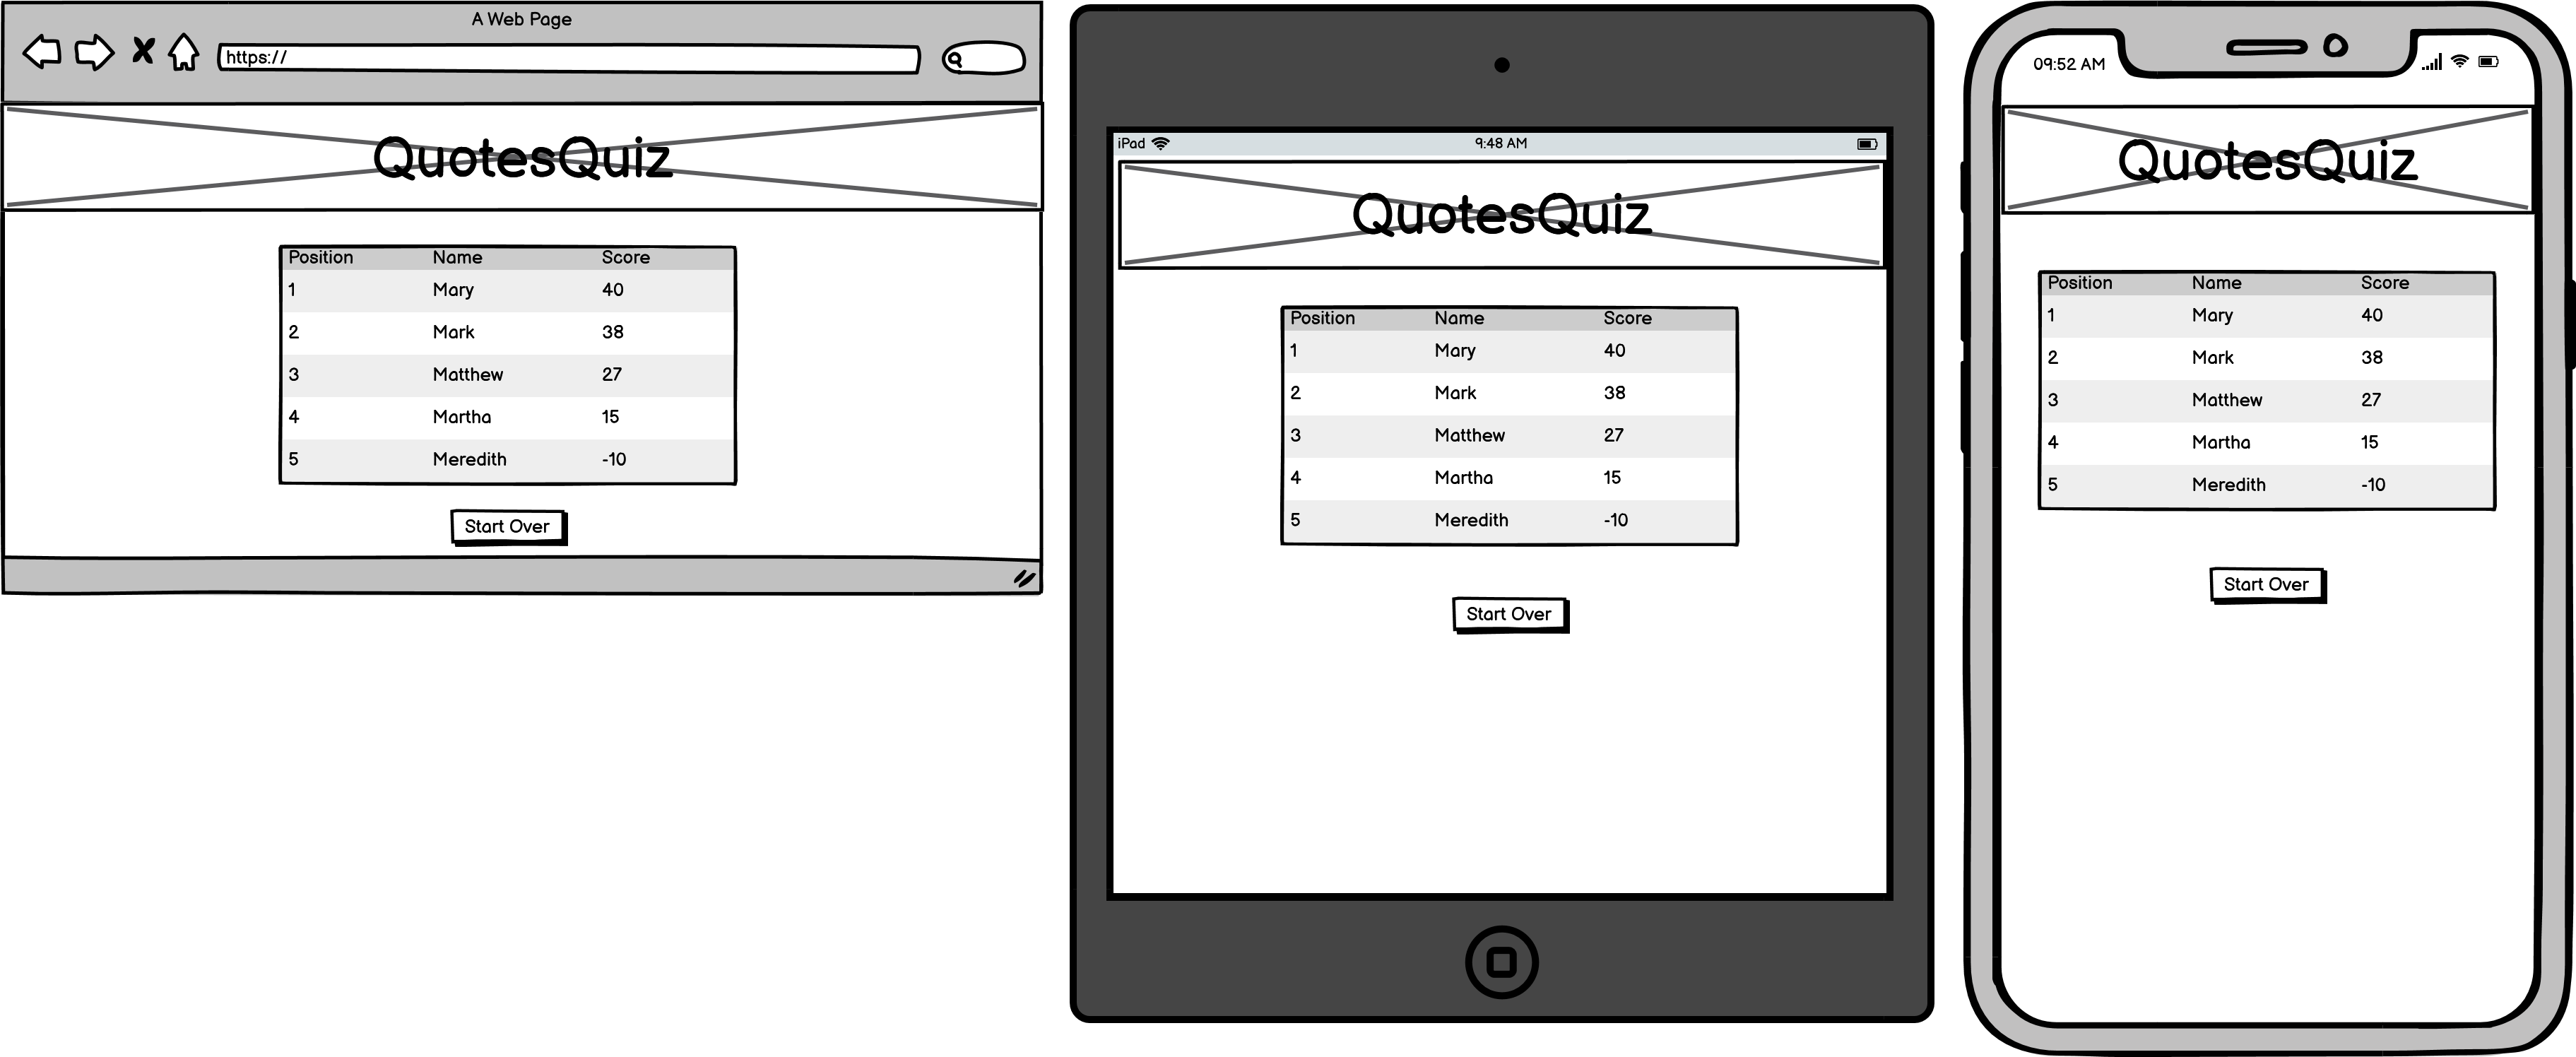 A Web Page
https://
QuotesQuiz
Position Name Score
1 Mary 40
2 Mark 38
3 Matthew 27
4 Martha 15
5 Meredith -10
Start Over
iPad 9:48 AM
QuotesQuiz
Position Name Score
1 Mary 40
2 Mark 38
3 Matthew 27
4 Martha 15
5 Meredith -10
Start Over
09:52 AM
QuotesQuiz
Position Name Score
1 Mary 40
2 Mark 38
3 Matthew 27
4 Martha 15
5 Meredith -10
Start Over